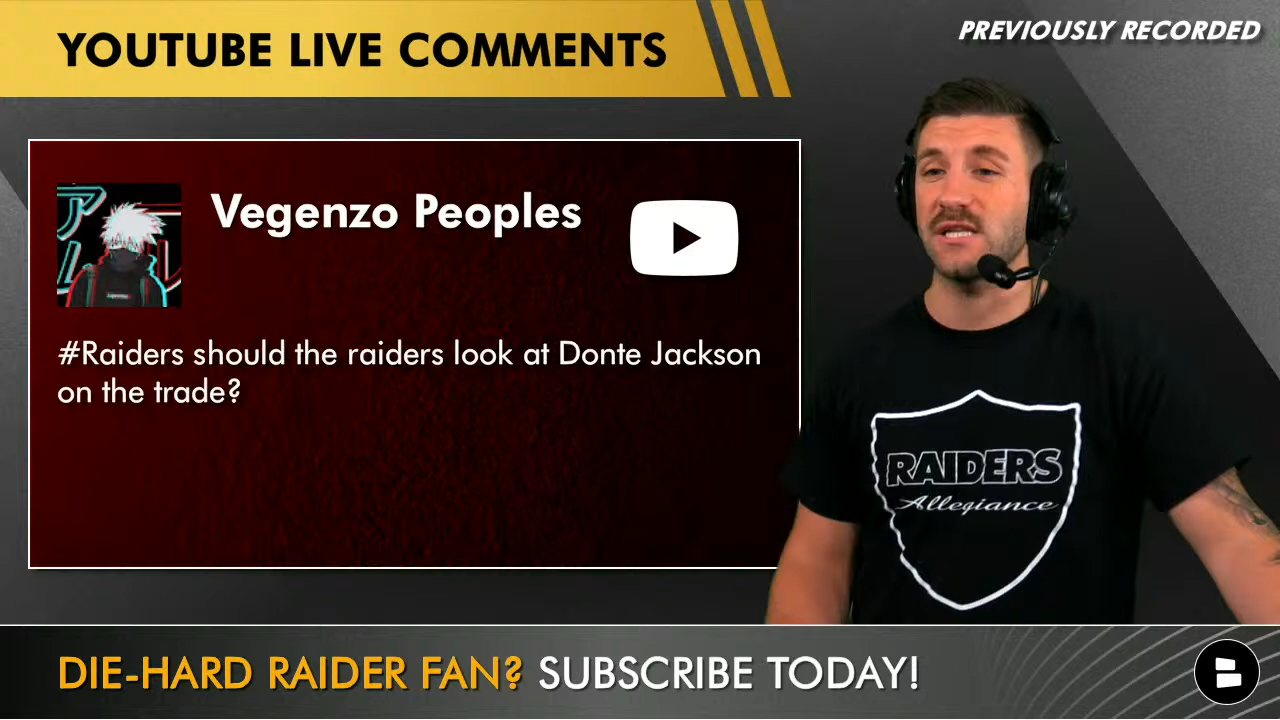 YOUTUBE LIVE COMMENTS
PREVIOUSLY RECORDED
Vegenzo Peoples
#Raiders should the raiders look at Donte Jackson
on the trade?
RAIDERS
Allegiance
DIE-HARD RAIDER FAN? SUBSCRIBE TODAY!